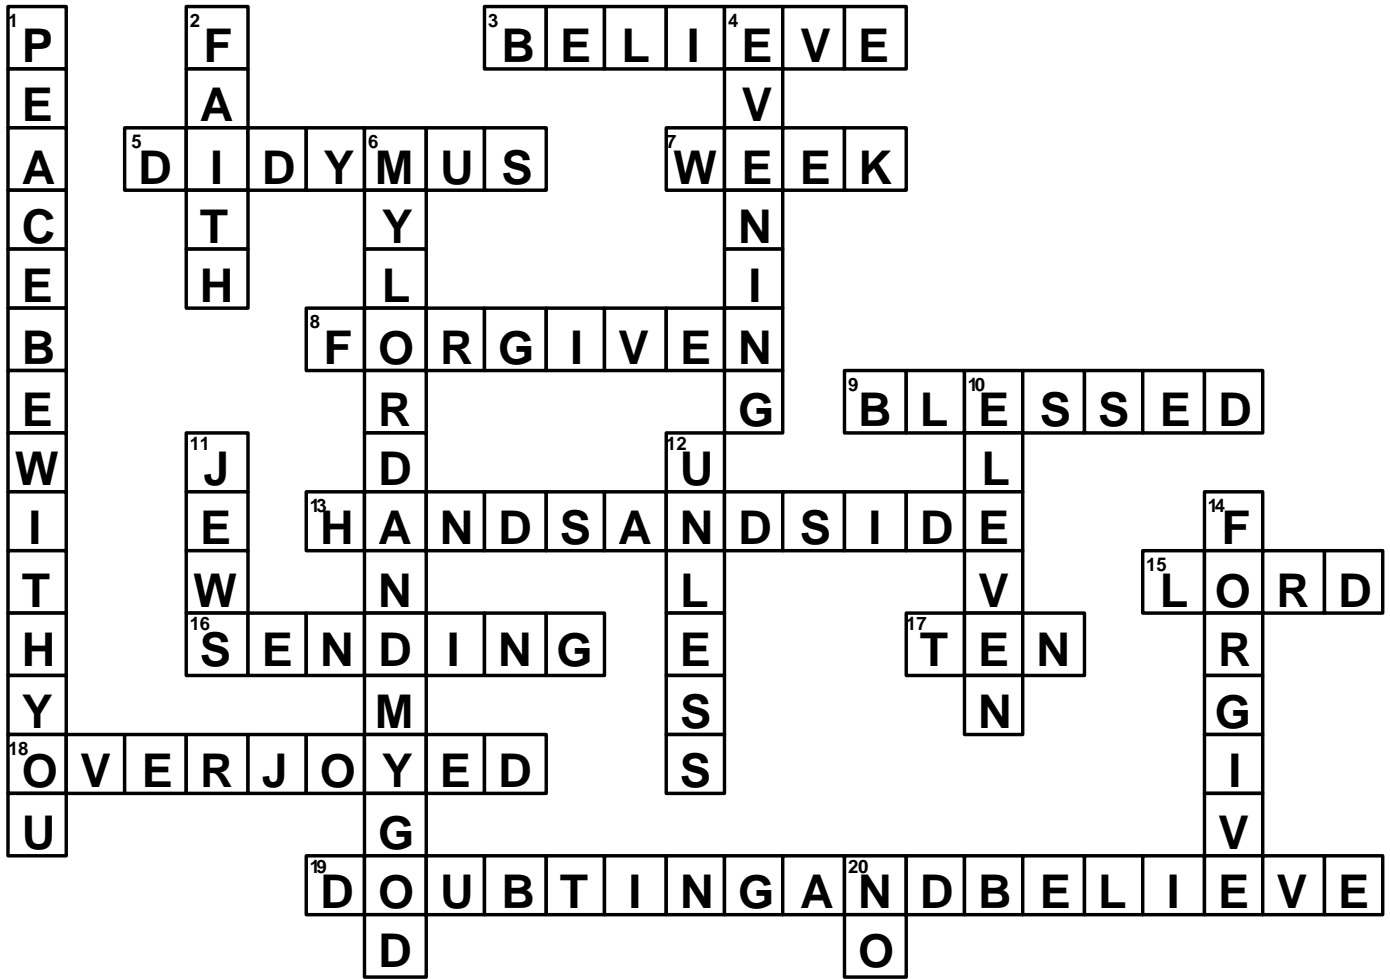 1 P 2 F 3 B E L I 4 E V E
E A V
A 5 D I D Y 6 M U S 7 W E E K
C T Y N
E H L I
B 8 F O R G I V E N
E R G 9 B L 10 E S S E D
W 11 J D 12 U L
I E 13 H A N D S A N D S I D E 14 F
T W N L V 15 L O R D
H 16 S E N D I N G E 17 T E N R
Y M S N G
18 O V E R J O Y E D S I
U G V
19 D O U B T I N G A 20 N D B E L I E V E
D O